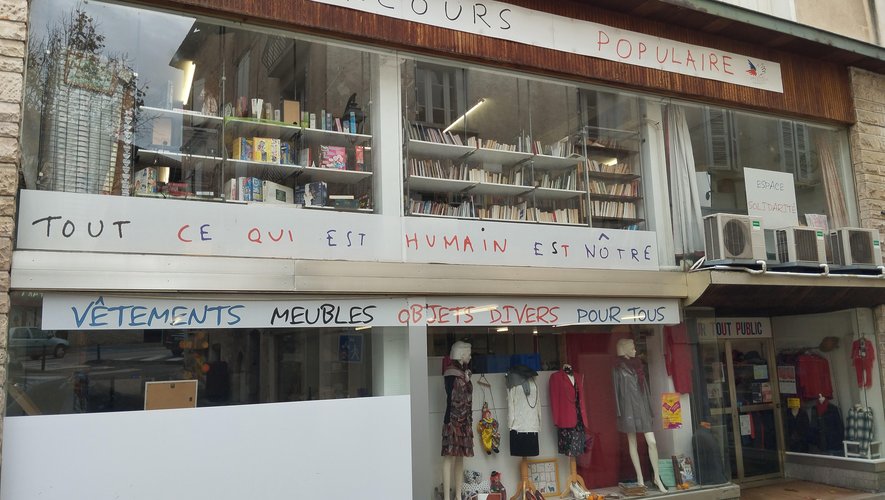 COURS POPULAIRE
ESPACE
SOLIDARITÉ
TOUT CE QUI EST HUMAIN EST NÔTRE
VÊTEMENTS MEUBLES OBJETS DIVERS POUR TOUS
TOUT PUBLIC